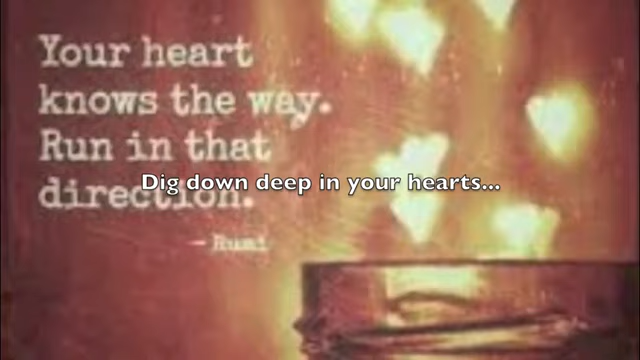 Your heart
knows the way.
Run in that
direction.
Dig down deep in your hearts...
– Rumi